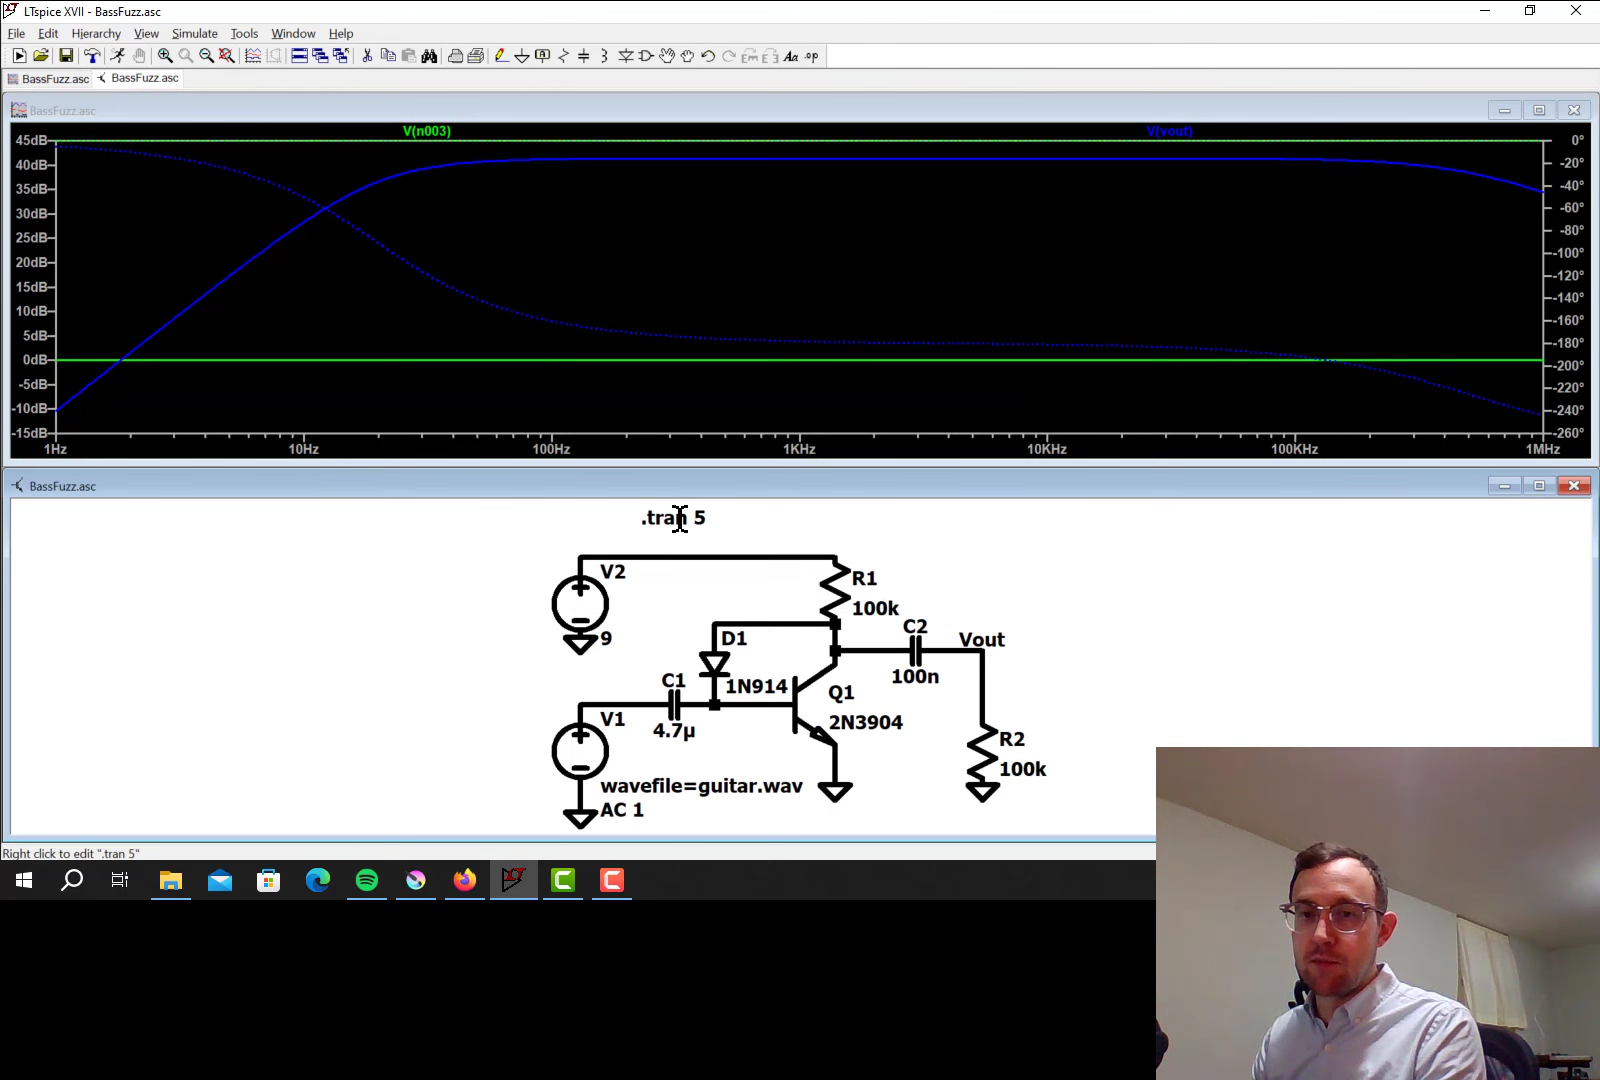 LTspice XVII - BassFuzz.asc
File Edit Hierarchy View Simulate Tools Window Help
BassFuzz.asc BassFuzz.asc
BassFuzz.asc
V(n003) V(vout)
45dB 0°
40dB -20°
35dB -40°
30dB -60°
25dB -80°
20dB -100°
15dB -120°
10dB -140°
5dB -160°
0dB -180°
-5dB -200°
-10dB -220°
-15dB -240°
-260°
1Hz 10Hz 100Hz 1KHz 10KHz 100KHz 1MHz
BassFuzz.asc
.tran 5
V2
9
R1
100k
D1
1N914
C2
100n
Vout
C1
4.7µ
Q1
2N3904
V1
wavefile=guitar.wav
AC 1
R2
100k
Right click to edit ".tran 5"